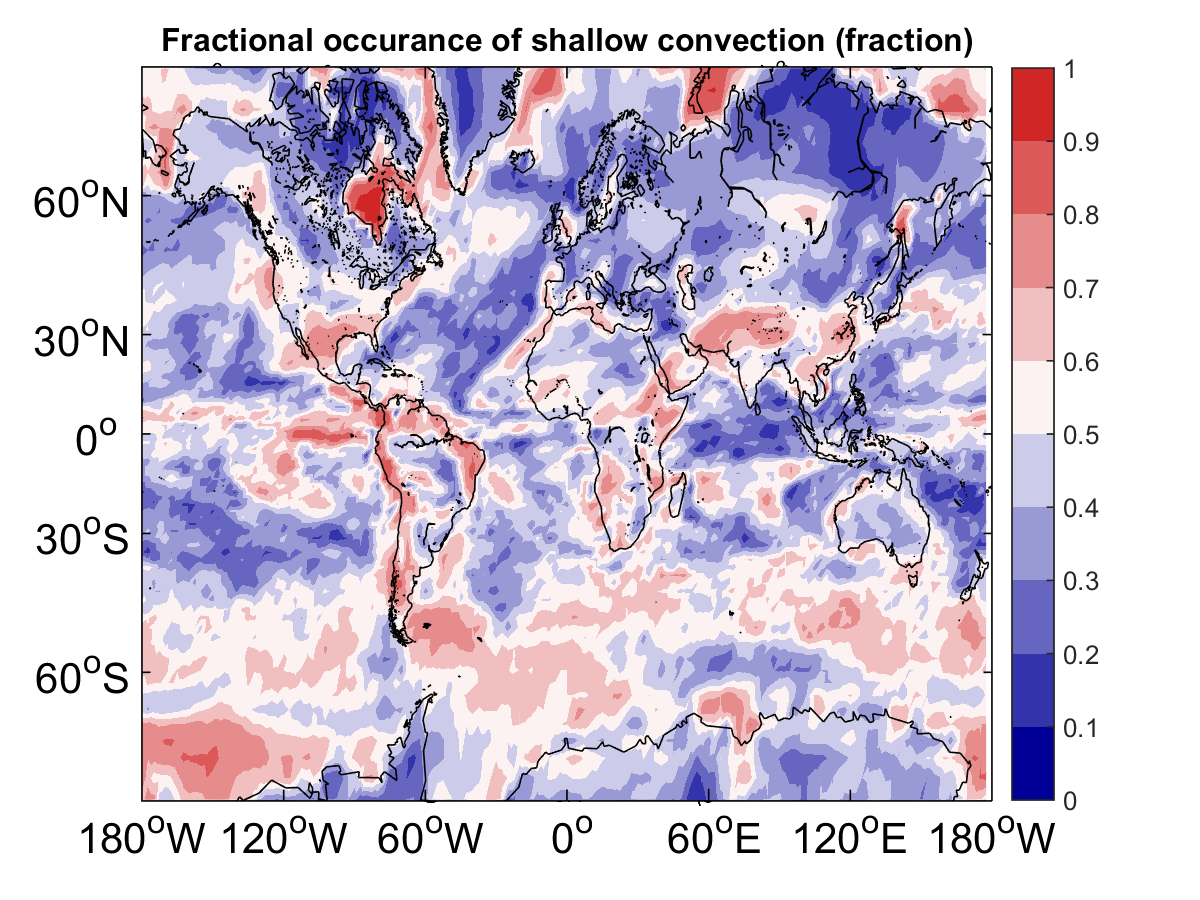 Fractional occurance of shallow convection (fraction)
60°N
30°N
0°
30°S
60°S
180°W 120°W 60°W 0° 60°E 120°E 180°W
1
0.9
0.8
0.7
0.6
0.5
0.4
0.3
0.2
0.1
0